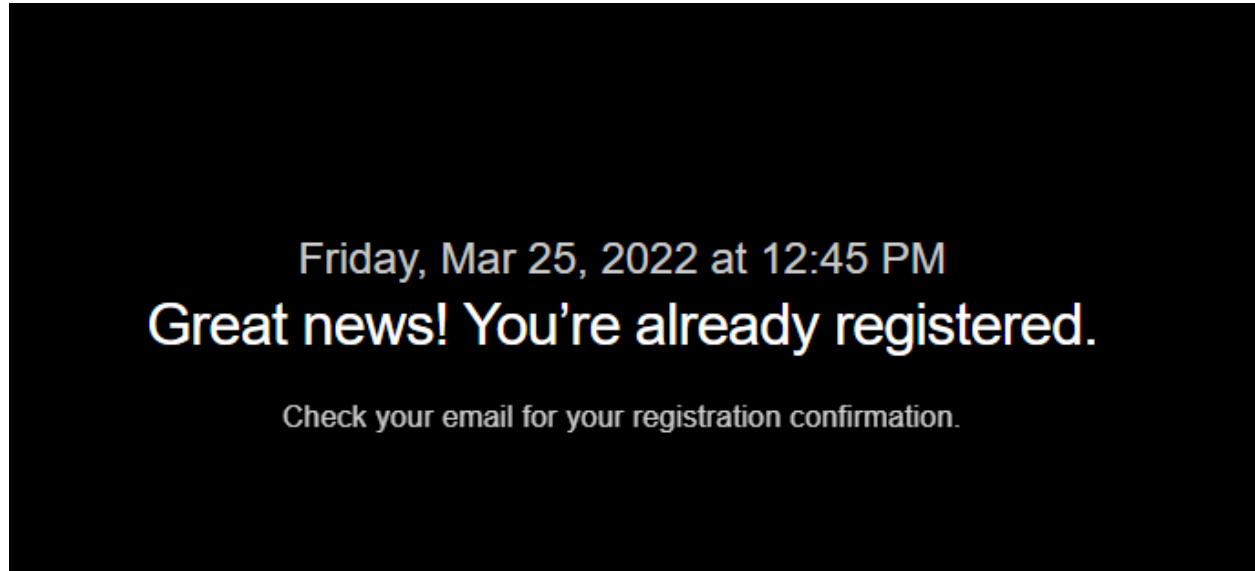 Friday, Mar 25, 2022 at 12:45 PM
Great news! You’re already registered.
Check your email for your registration confirmation.